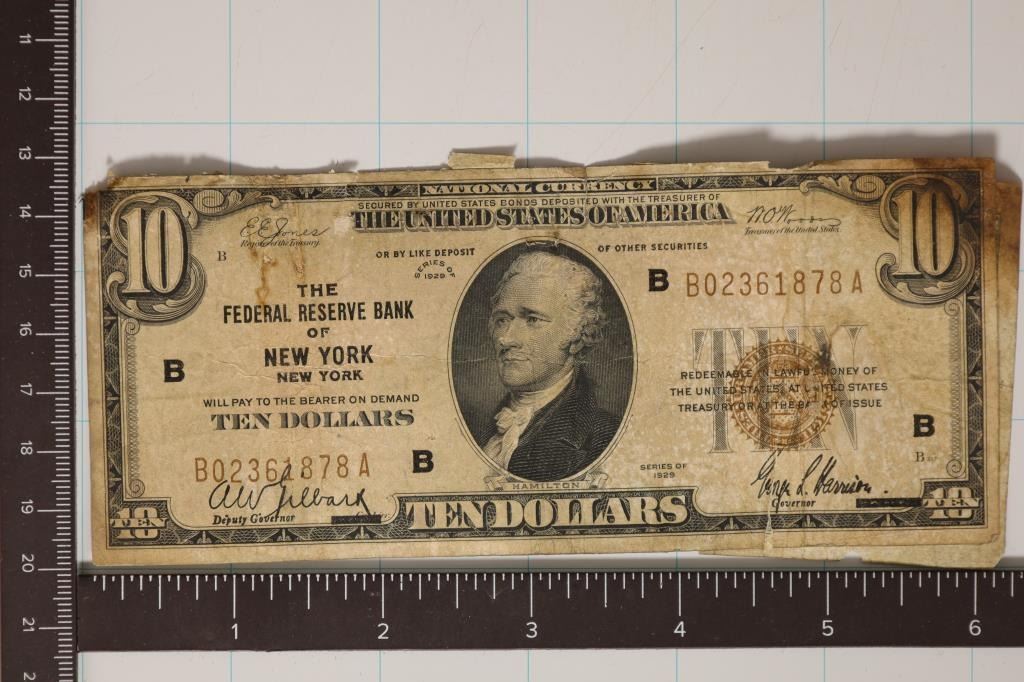 NATIONAL CURRENCY
SECURED BY UNITED STATES BONDS DEPOSITED WITH THE TREASURER OF
THE UNITED STATES OF AMERICA
10
10
E E Jones
Register of the Treasury.
W.O. Woods
Treasurer of the United States.
OR BY LIKE DEPOSIT
OF OTHER SECURITIES
SERIES OF
1929
B
B
B02361878A
THE
FEDERAL RESERVE BANK
OF
NEW YORK
NEW YORK
B
WILL PAY TO THE BEARER ON DEMAND
TEN DOLLARS
TEN
REDEEMABLE IN LAWFUL MONEY OF
THE UNITED STATES AT UNITED STATES
TREASURY OR AT THE BANK OF ISSUE
B
B
B02361878A
B
SERIES OF
1929
HAMILTON
Deputy Governor
George L. Harrison
Governor
10
TEN
TEN DOLLARS
10
TEN
11
12
13
14
15
16
17
18
19
20
21
1 2 3 4 5 6